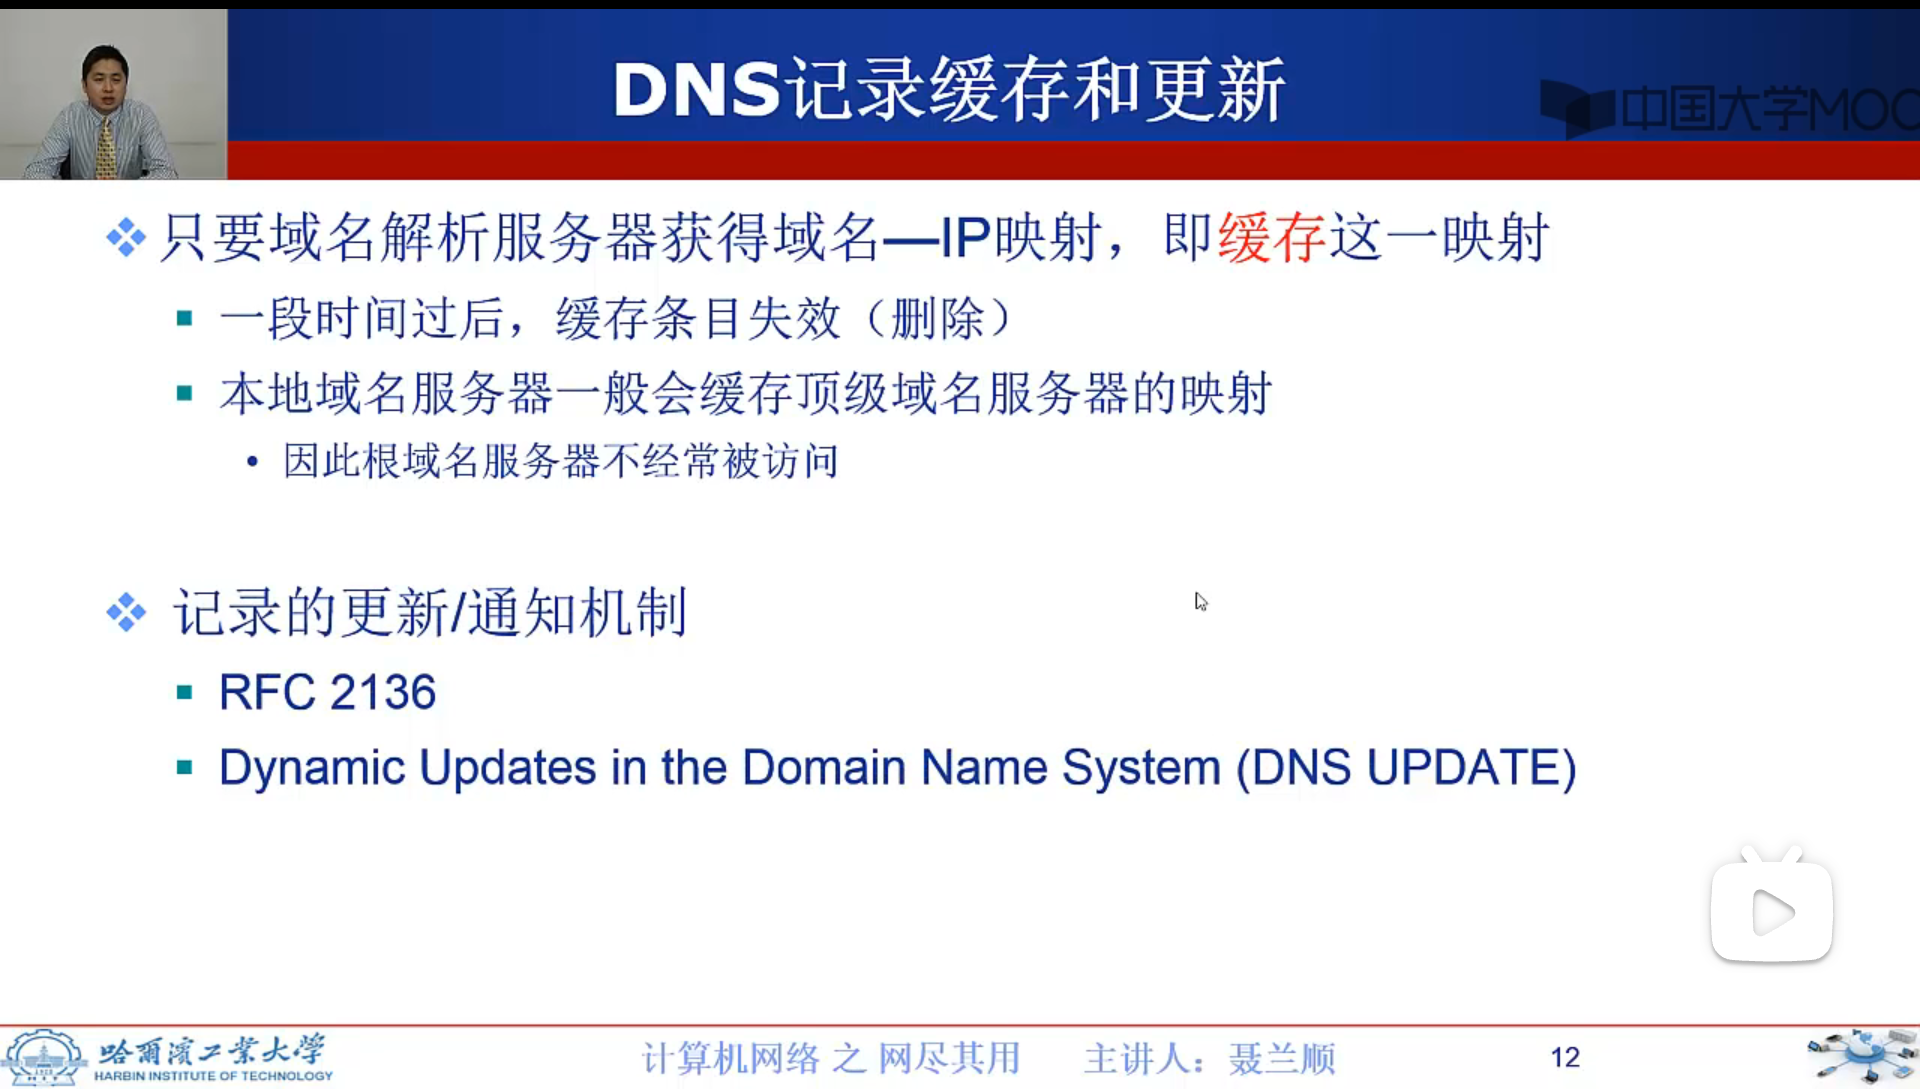 DNS记录缓存和更新
中国大学MOO
只要域名解析服务器获得域名—IP映射，即缓存这一映射
一段时间过后，缓存条目失效（删除）
本地域名服务器一般会缓存顶级域名服务器的映射
因此根域名服务器不经常被访问
记录的更新/通知机制
RFC 2136
Dynamic Updates in the Domain Name System (DNS UPDATE)
哈爾濱工業大學
HARBIN INSTITUTE OF TECHNOLOGY
计算机网络 之 网尽其用
主讲人：聂兰顺
12